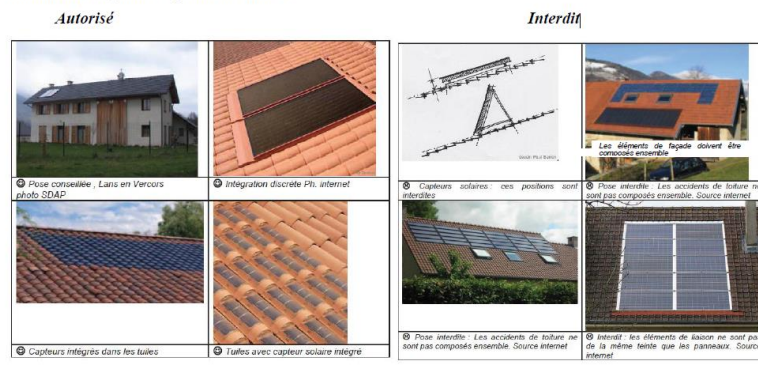 Autorisé
Interdit
☺ Pose conseillée , Lans en Vercors
photo SDAP
☺ Intégration discrète Ph. internet
☺ Capteurs intégrés dans les tuiles
☺ Tuiles avec capteur solaire intégré
☹ Capteurs solaires : ces positions sont
interdites
Les éléments de façade doivent être
composés ensemble
☹ Pose interdite : Les accidents de toiture ne
sont pas composés ensemble. Source internet
☹ Pose interdite : Les accidents de toiture ne
sont pas composés ensemble. Source internet
☹ Interdit : les éléments de liaison ne sont pas
de la même teinte que les panneaux. Source
internet